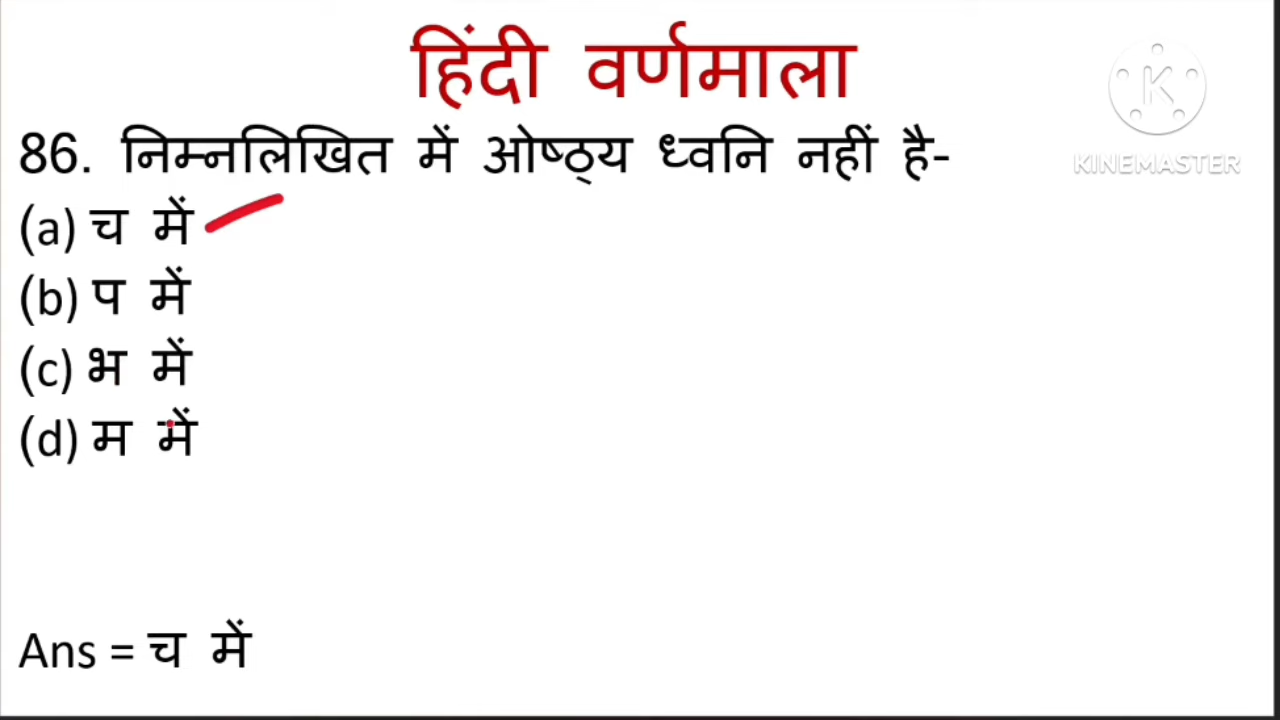 हिंदी वर्णमाला
K
KINEMASTER
86. निम्नलिखित में ओष्ठ्य ध्वनि नहीं है-
(a) च में
(b) प में
(c) भ में
(d) म में
Ans = च में